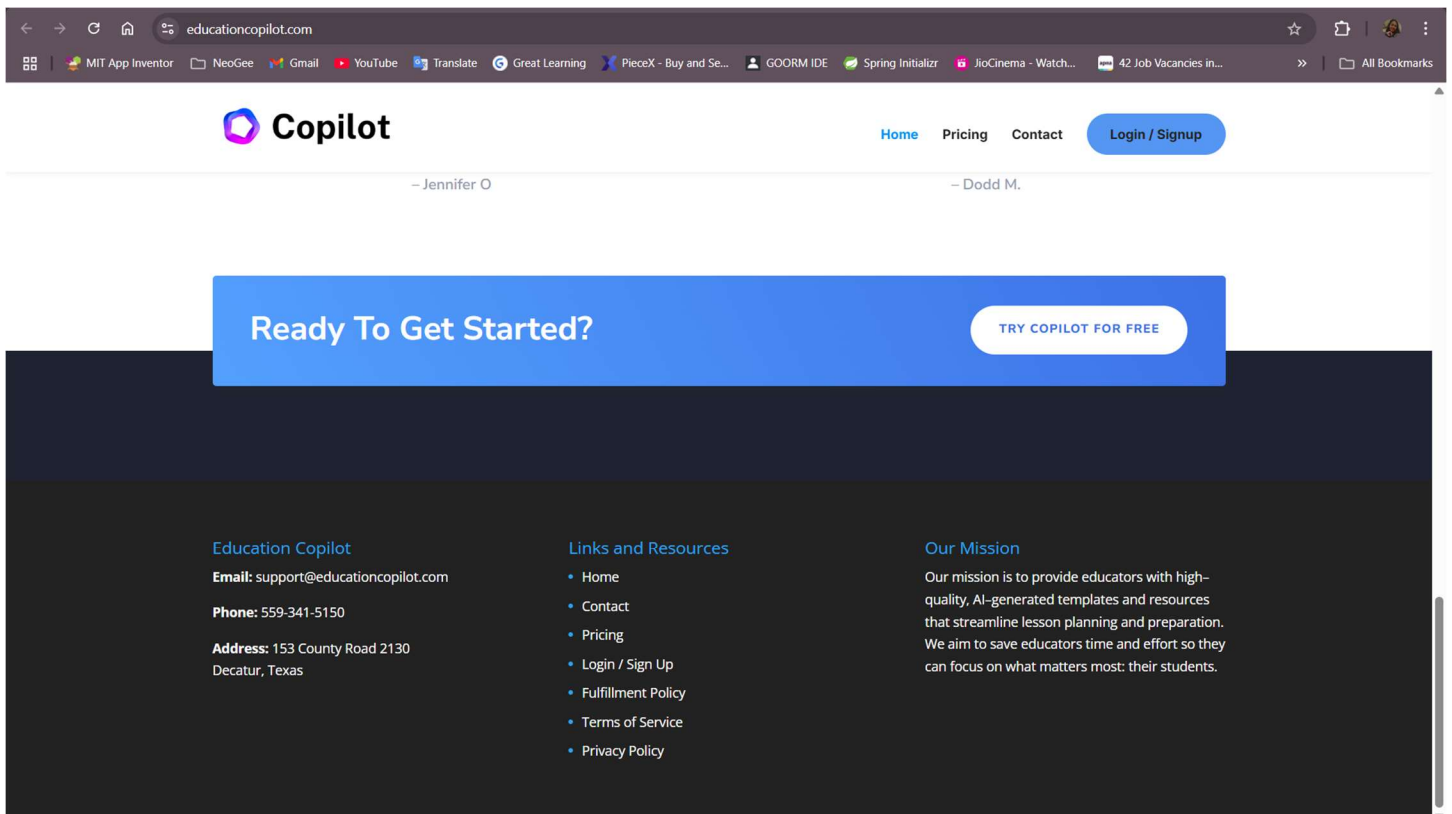 educationcopilot.com
MIT App Inventor
NeoGee
Gmail
YouTube
Translate
Great Learning
PieceX - Buy and Se...
GOORM IDE
Spring Initializr
JioCinema - Watch...
42 Job Vacancies in...
»
All Bookmarks
Copilot
Home
Pricing
Contact
Login / Signup
– Jennifer O
– Dodd M.
Ready To Get Started?
TRY COPILOT FOR FREE
Education Copilot
Email: support@educationcopilot.com
Phone: 559-341-5150
Address: 153 County Road 2130
Decatur, Texas
Links and Resources
Home
Contact
Pricing
Login / Sign Up
Fulfillment Policy
Terms of Service
Privacy Policy
Our Mission
Our mission is to provide educators with high–
quality, AI–generated templates and resources
that streamline lesson planning and preparation.
We aim to save educators time and effort so they
can focus on what matters most: their students.